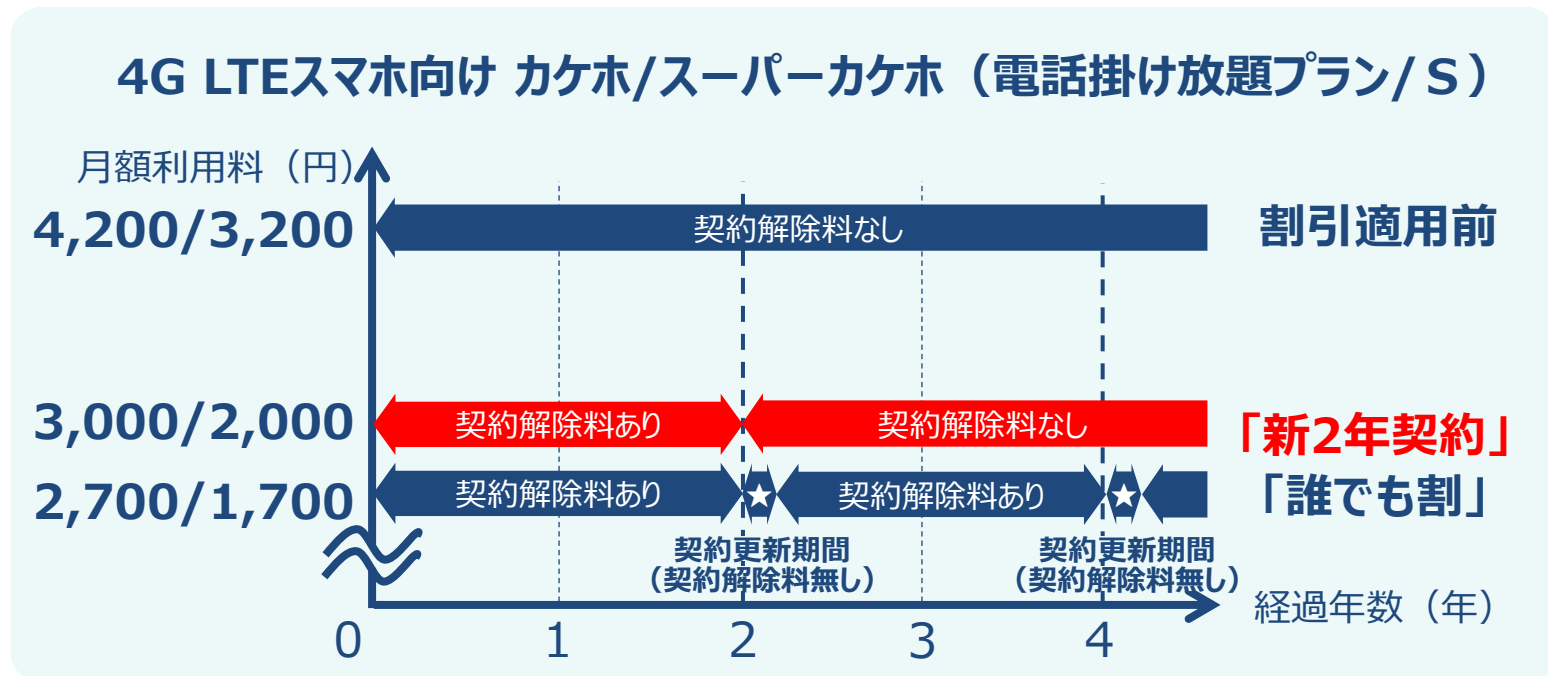 4G LTEスマホ向け カケホ/スーパーカケホ（電話掛け放題プラン/Ｓ）
月額利用料（円）
4,200/3,200
契約解除料なし
割引適用前
3,000/2,000
契約解除料あり
契約解除料なし
「新2年契約」
2,700/1,700
契約解除料あり
★
契約解除料あり
★
「誰でも割」
契約更新期間
（契約解除料無し）
契約更新期間
（契約解除料無し）
経過年数（年）
0
1
2
3
4